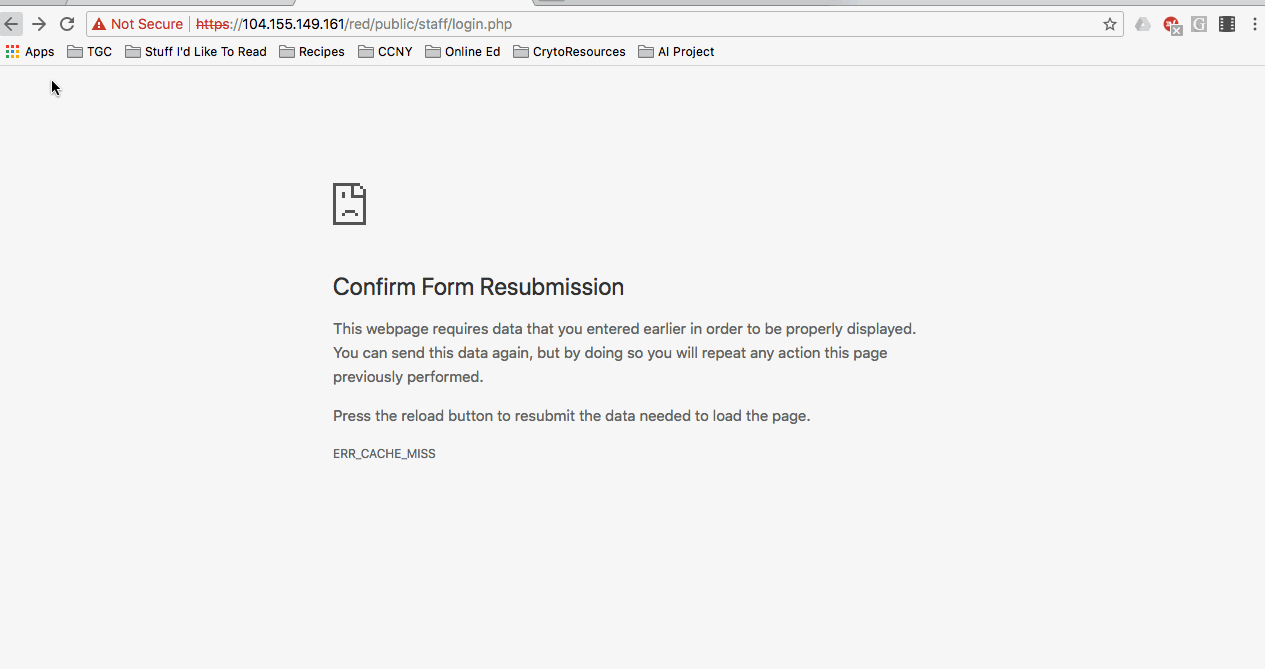 Not Secure | https://104.155.149.161/red/public/staff/login.php
Apps TGC Stuff I'd Like To Read Recipes CCNY Online Ed CrytoResources AI Project
Confirm Form Resubmission
This webpage requires data that you entered earlier in order to be properly displayed.
You can send this data again, but by doing so you will repeat any action this page
previously performed.
Press the reload button to resubmit the data needed to load the page.
ERR_CACHE_MISS